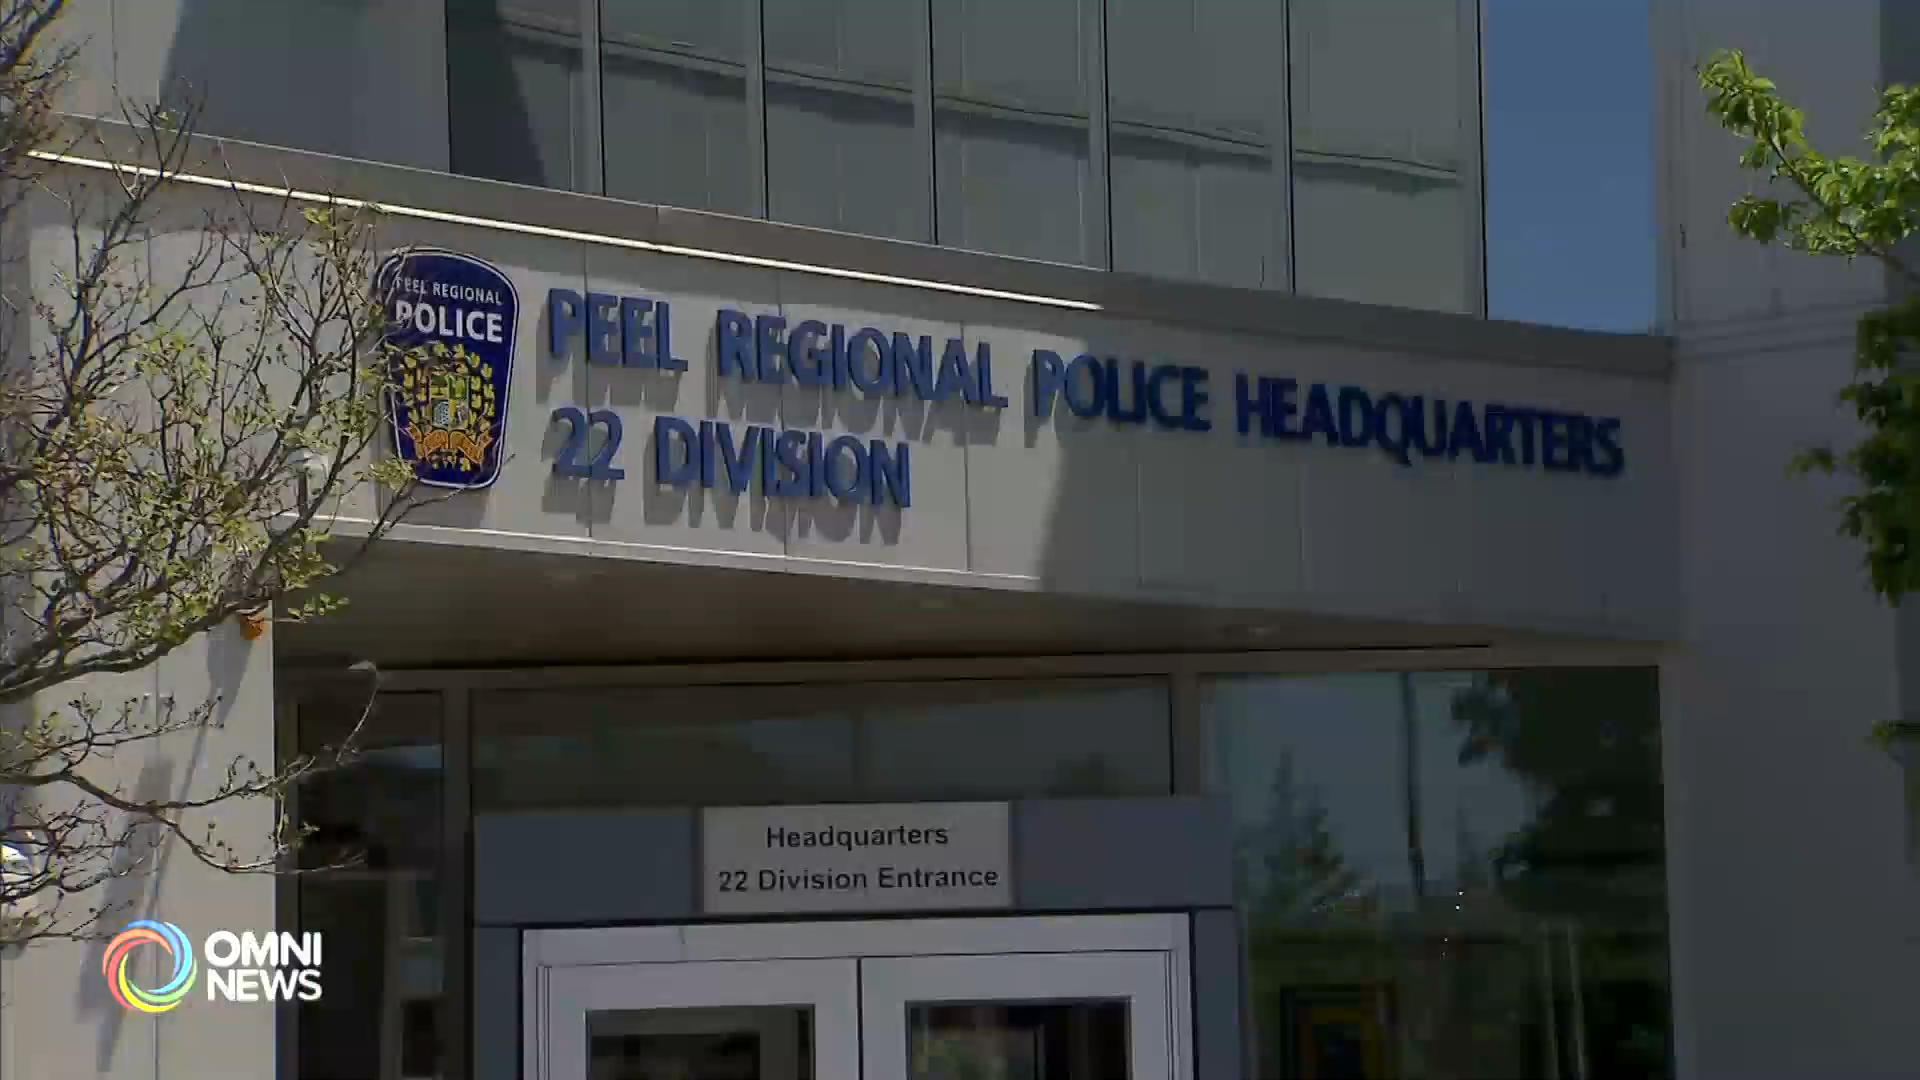 PEEL REGIONAL
POLICE
PEEL REGIONAL POLICE HEADQUARTERS
22 DIVISION
Headquarters
22 Division Entrance
OMNI
NEWS